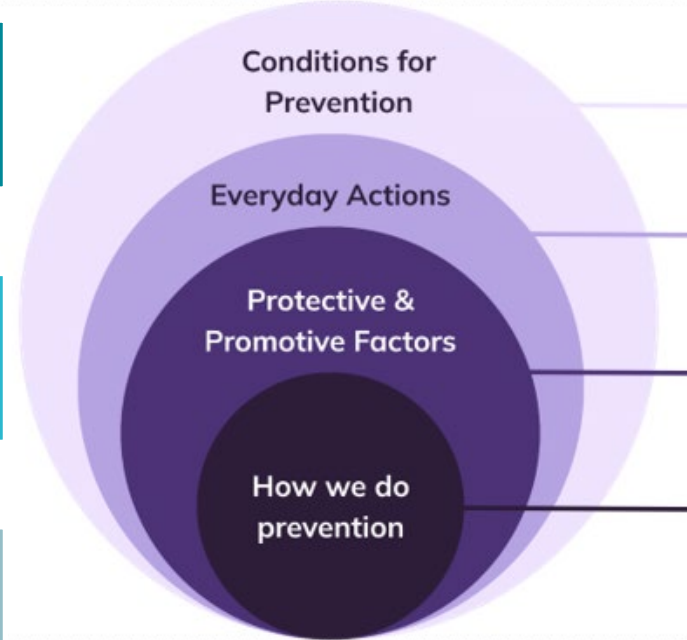 Conditions for
Prevention
Everyday Actions
Protective &
Promotive Factors
How we do
prevention